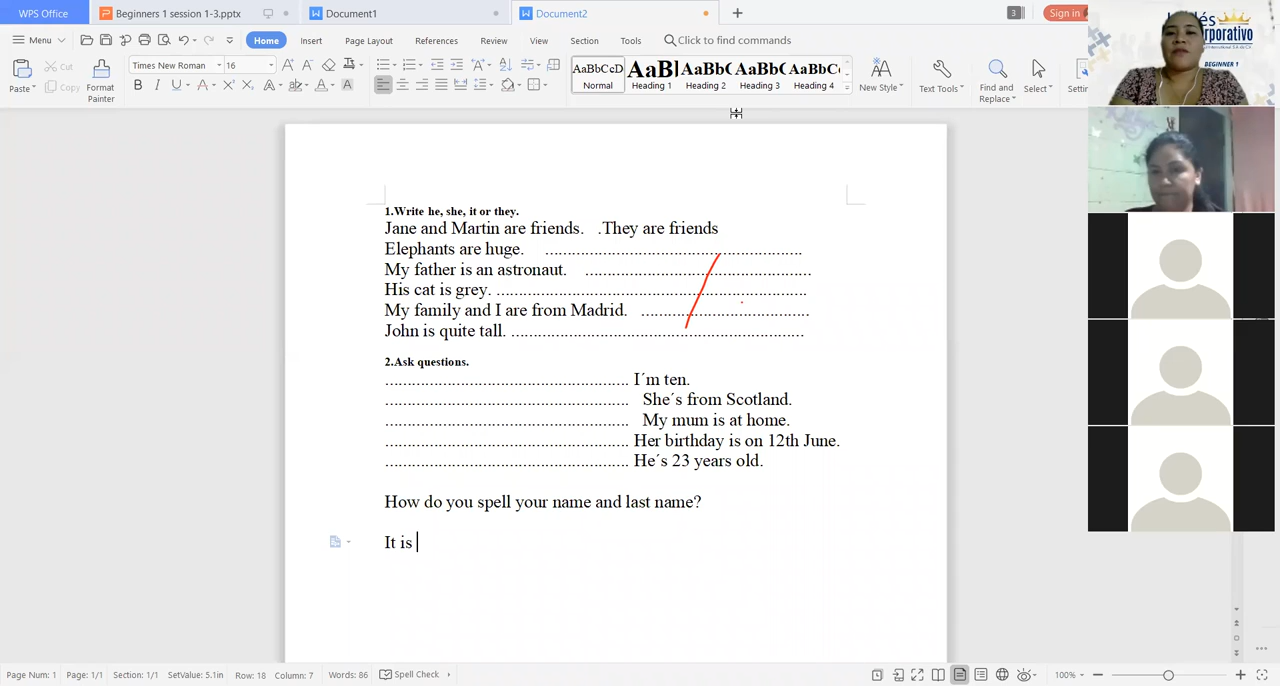 WPS Office Beginners 1 session 1-3.pptx Document1 Document2 3 Sign in
Menu Home Insert Page Layout References Review View Section Tools Click to find commands
Paste Cut Copy Format Painter Times New Roman 16 AaBbCcD Normal AaBl Heading 1 AaBbC Heading 2 AaBbC Heading 3 AaBbC Heading 4 New Style Text Tools Find and Replace Select
BEGINNER 1
1.Write he, she, it or they.
Jane and Martin are friends. .They are friends
Elephants are huge. ..........................................................
My father is an astronaut. ...................................................
His cat is grey. ......................................................................
My family and I are from Madrid. ......................................
John is quite tall. ..................................................................
2.Ask questions.
....................................................... I´m ten.
....................................................... She´s from Scotland.
....................................................... My mum is at home.
....................................................... Her birthday is on 12th June.
....................................................... He´s 23 years old.
How do you spell your name and last name?
It is
Page Num: 1 Page: 1/1 Section: 1/1 SetValue: 5.1in Row: 18 Column: 7 Words: 86 Spell Check 100%